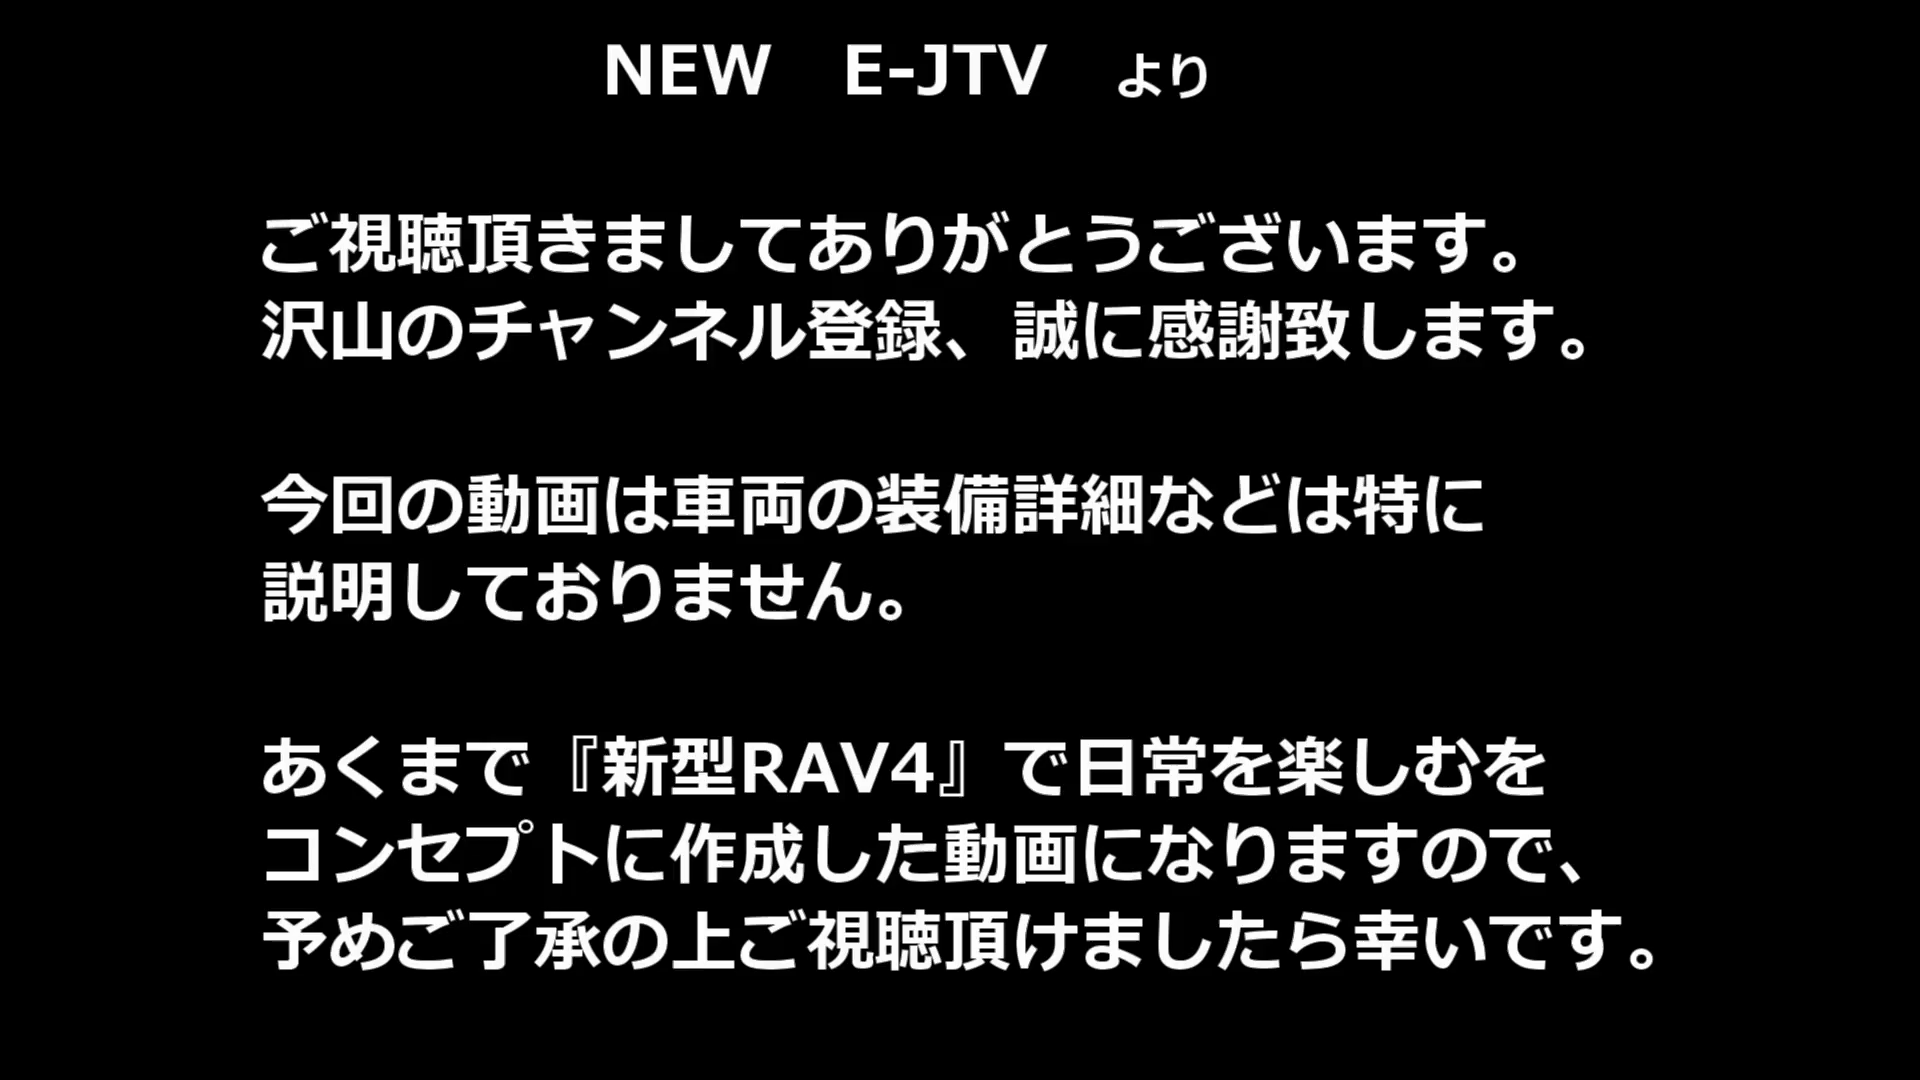 NEW　E-JTV　より
ご視聴頂きましてありがとうございます。
沢山のチャンネル登録、誠に感謝致します。
今回の動画は車両の装備詳細などは特に
説明しておりません。
あくまで『新型RAV4』で日常を楽しむを
コンセプトに作成した動画になりますので、
予めご了承の上ご視聴頂けましたら幸いです。